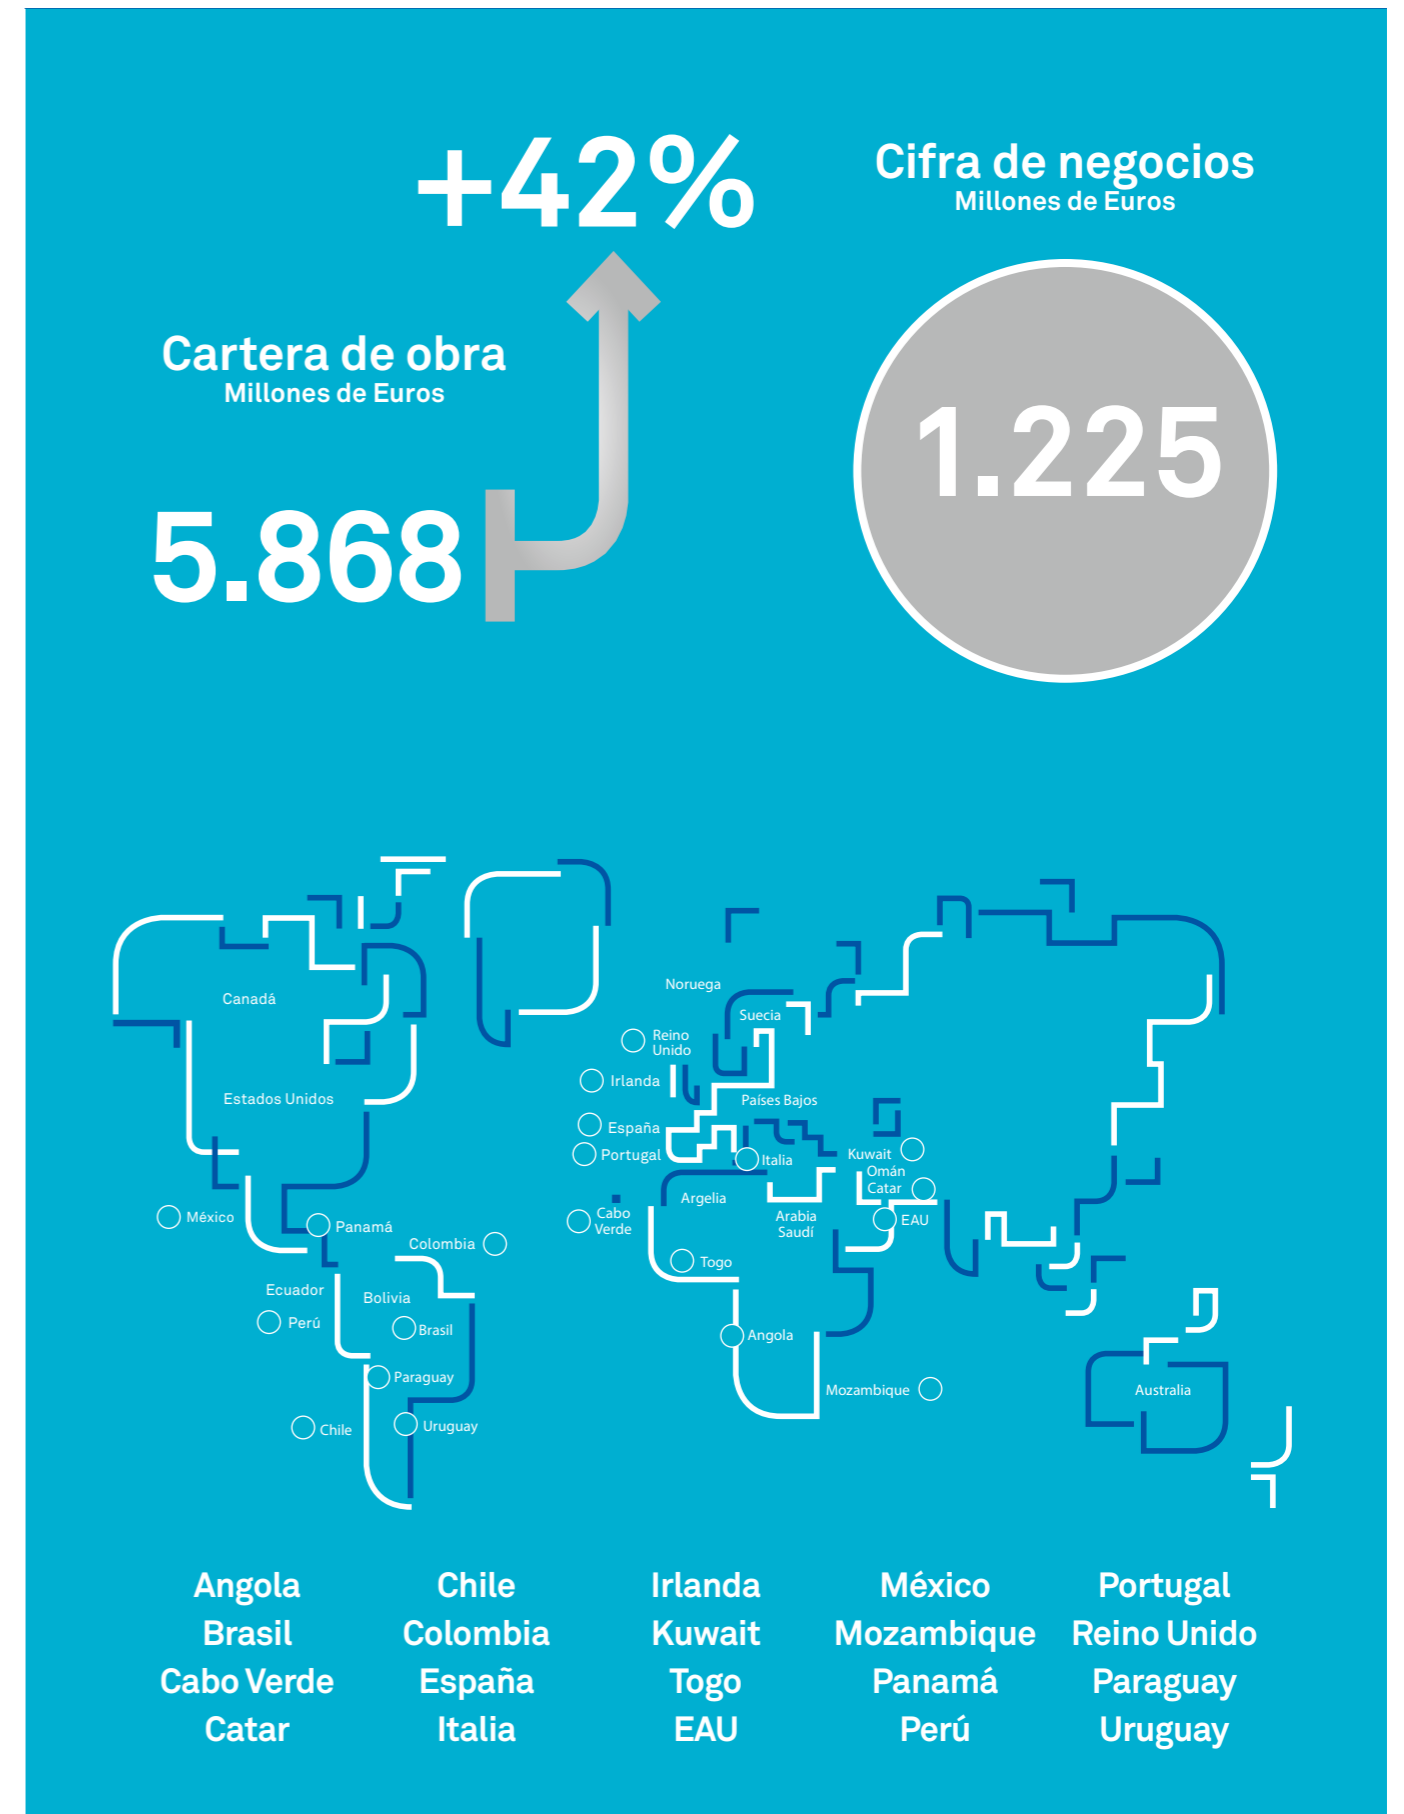 +42%
Cifra de negocios
Millones de Euros
Cartera de obra
Millones de Euros
1.225
5.868
Noruega
Canadá
Suecia
Reino
Unido
Irlanda
Estados Unidos
Países Bajos
España
Portugal
Italia
Kuwait
Omán
Catar
Argelia
México
Cabo
Verde
Arabia
Saudí
EAU
Panamá
Colombia
Togo
Ecuador
Bolivia
Perú
Brasil
Angola
Paraguay
Mozambique
Australia
Chile
Uruguay
Angola
Brasil
Cabo Verde
Catar
Chile
Colombia
España
Italia
Irlanda
Kuwait
Togo
EAU
México
Mozambique
Panamá
Perú
Portugal
Reino Unido
Paraguay
Uruguay